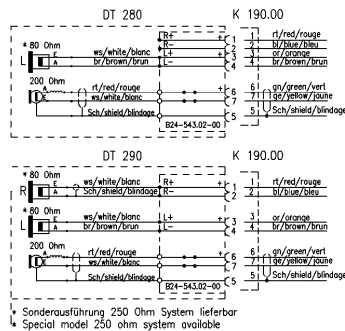 DT 280 K 190.00
R+ + 1 rt/red/rouge
R- 2 bl/blue/bleu
* 80 Ohm
L E ws/white/blanc L+ + 3 or/orange
A br/brown/brun L- 4 br/brown/brun
200 Ohm
A rt/red/rouge + 6 gn/green/vert
E ws/white/blanc 7 ge/yellow/jaune
Sch/shield/blindage 5 Sch/shield/blindage
B24-543.02-00
DT 290 K 190.00
* 80 Ohm
R E ws/white/blanc R+ + 1 rt/red/rouge
A Sch/shield/blindage R- 2 bl/blue/bleu
* 80 Ohm
L E ws/white/blanc L+ + 3 or/orange
A br/brown/brun L- 4 br/brown/brun
200 Ohm
A rt/red/rouge + 6 gn/green/vert
E ws/white/blanc 7 ge/yellow/jaune
Sch/shield/blindage 5 Sch/shield/blindage
B24-543.02-00
* Sonderausführung 250 Ohm System lieferbar
* Special model 250 ohm system available